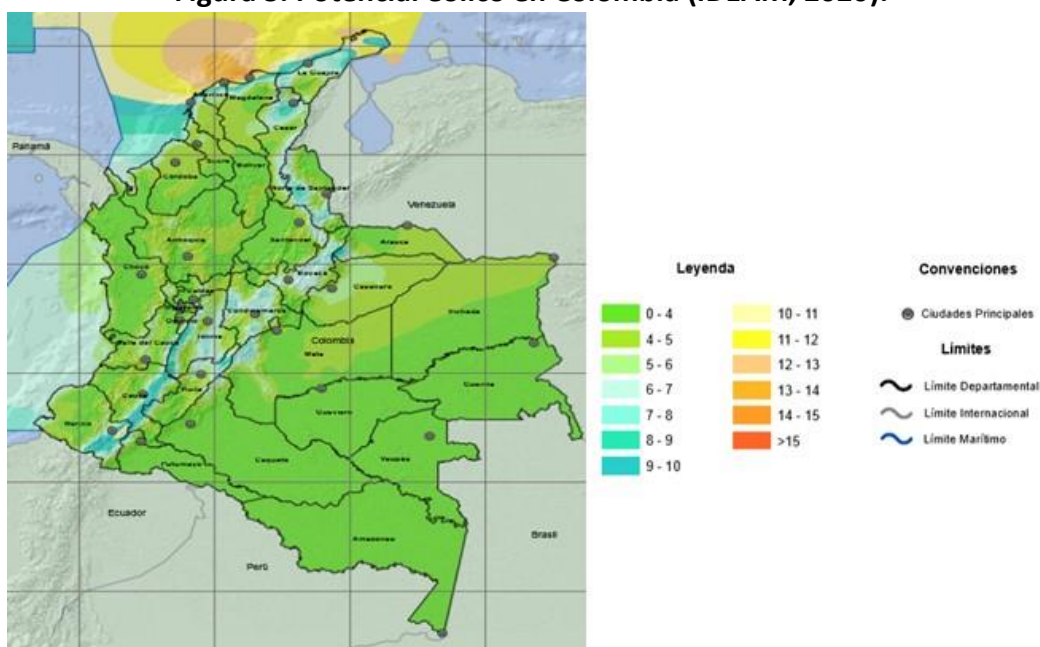 Figura 5. Potencial eólico en Colombia (IDEAM, 2020).
La Guajira
Magdalena
Cesar
Panamá
Sucre
Bolívar
Córdoba
Norte de Santander
Venezuela
Antioquia
Santander
Arauca
Chocó
Boyacá
Casanare
Caldas
Cundinamarca
Vichada
Tolima
Valle del Cauca
Colombia
Meta
Huila
Guainía
Cauca
Guaviare
Nariño
Putumayo
Caquetá
Vaupés
Ecuador
Amazonas
Brasil
Perú
Leyenda
0 - 4
4 - 5
5 - 6
6 - 7
7 - 8
8 - 9
9 - 10
10 - 11
11 - 12
12 - 13
13 - 14
14 - 15
>15
Convenciones
Ciudades Principales
Límites
Límite Departamental
Límite Internacional
Límite Marítimo